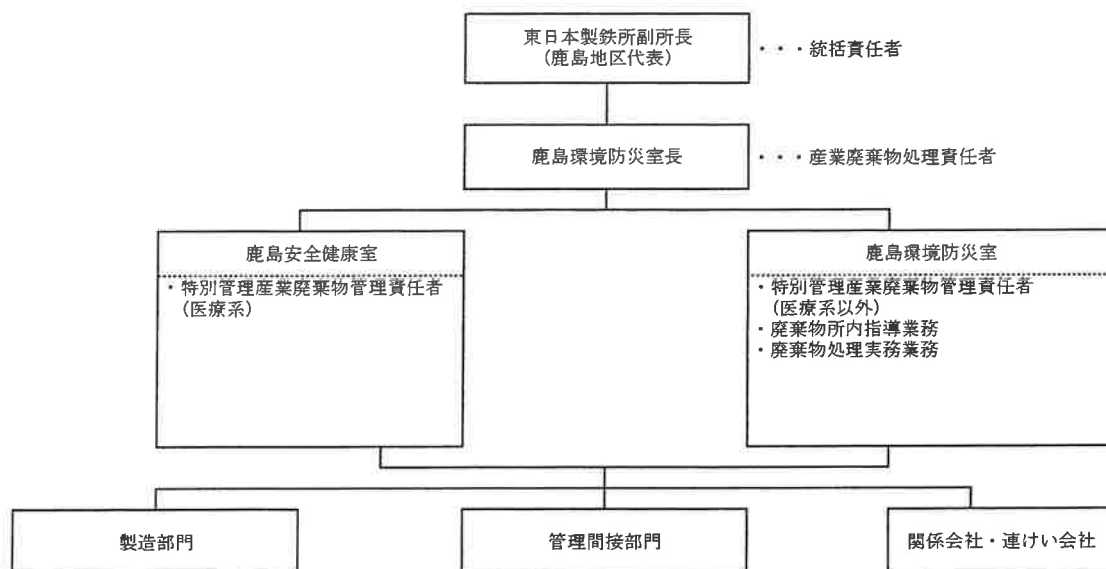 東日本製鉄所副所長
(鹿島地区代表)
・・・統括責任者
鹿島環境防災室長
・・・産業廃棄物処理責任者
鹿島安全健康室
・特別管理産業廃棄物管理責任者
(医療系)
鹿島環境防災室
・特別管理産業廃棄物管理責任者
(医療系以外)
・廃棄物所内指導業務
・廃棄物処理実務業務
製造部門
管理間接部門
関係会社・連けい会社